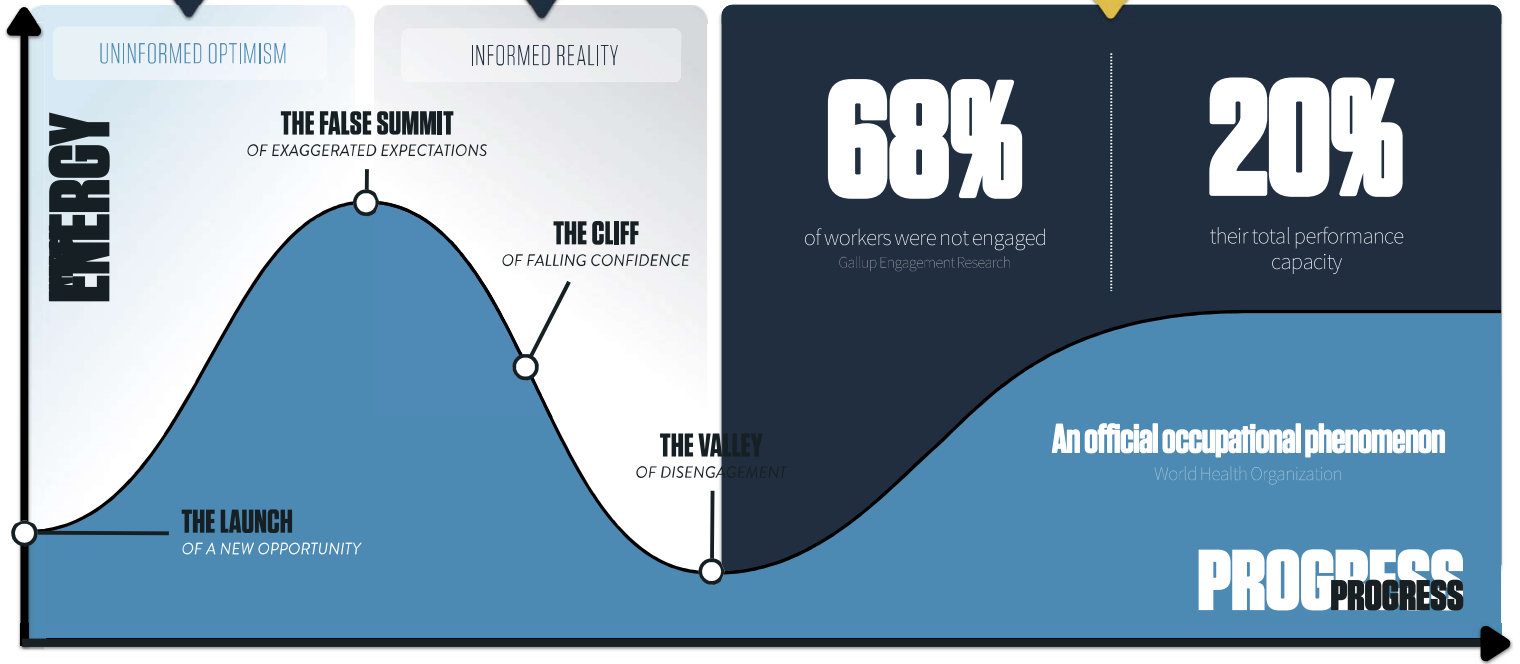 UNINFORMED OPTIMISM
INFORMED REALITY
ENERGY
THE FALSE SUMMIT
OF EXAGGERATED EXPECTATIONS
THE CLIFF
OF FALLING CONFIDENCE
THE VALLEY
OF DISENGAGEMENT
THE LAUNCH
OF A NEW OPPORTUNITY
68%
of workers were not engaged
Gallup Engagement Research
20%
their total performance
capacity
An official occupational phenomenon
World Health Organization
PROGRESS
PROGRESS